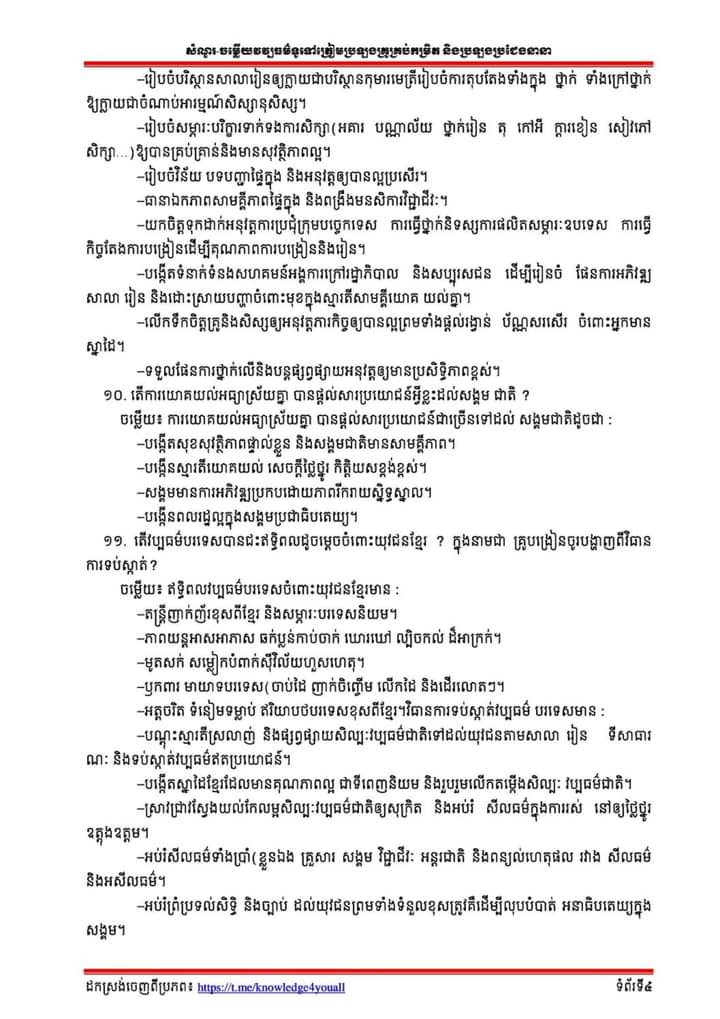 សំណួរ-ចម្លើយវប្បធម៌ទូទៅត្រៀមប្រឡងគ្រូគ្រប់កម្រិត និងប្រឡងប្រជែងនានា
–រៀបចំបរិស្ថានសាលារៀនឲ្យក្លាយជាបរិស្ថានកុមារមេត្រីរៀបចំការតុបតែងទាំងក្នុង ថ្នាក់ ទាំងក្រៅថ្នាក់
ឱ្យក្លាយជាចំណាប់អារម្មណ៍សិស្សានុសិស្ស។
–រៀបចំសម្ភារៈបរិក្ខារទាក់ទងការសិក្សា(អគារ បណ្ណាល័យ ថ្នាក់រៀន តុ កៅអី ក្តារខៀន សៀវភៅ
សិក្សា...)ឱ្យបានគ្រប់គ្រាន់និងមានសុវត្ថិភាពល្អ។
–រៀបចំវិន័យ បទបញ្ជាផ្ទៃក្នុង និងអនុវត្តឲ្យបានល្អប្រសើរ។
–ធានាឯកភាពសាមគ្គីភាពផ្ទៃក្នុង និងពង្រឹងមនសិការវិជ្ជាជីវៈ។
–យកចិត្តទុកដាក់អនុវត្តការប្រជុំក្រុមបច្ចេកទេស ការធ្វើថ្នាក់និទស្សការផលិតសម្ភារៈឧបទេស ការធ្វើ
កិច្ចតែងការបង្រៀនដើម្បីគុណភាពការបង្រៀននិងរៀន។
–បង្កើតទំនាក់ទំនងសហគមន៍អង្គការក្រៅរដ្ឋាភិបាល និងសប្បុរសជន ដើម្បីរៀនចំ ផែនការអភិវឌ្ឍ
សាលា រៀន និងដោះស្រាយបញ្ហាចំពោះមុខក្នុងស្មារតីសាមគ្គីយោគ យល់គ្នា។
–លើកទឹកចិត្តគ្រូនិងសិស្សឲ្យអនុវត្តភារកិច្ចឲ្យបានល្អព្រមទាំងផ្តល់រង្វាន់ ប័ណ្ណសរសើរ ចំពោះអ្នកមាន
ស្នាដៃ។
–ទទួលផែនការថ្នាក់លើនិងបន្តផ្សព្វផ្សាយអនុវត្តឲ្យមានប្រសិទ្ធិភាពខ្ពស់។
១០. តើការយោគយល់អធ្យាស្រ័យគ្នា បានផ្តល់សារប្រយោជន៍អ្វីខ្លះដល់សង្គម ជាតិ ?
ចម្លើយ៖ ការយោគយល់អធ្យាស្រ័យគ្នា បានផ្តល់សារប្រយោជន៍ជាច្រើនទៅដល់ សង្គមជាតិដូចជា :
–បង្កើតសុខសុវត្ថិភាពផ្ទាល់ខ្លួន និងសង្គមជាតិមានសាមគ្គីភាព។
–បង្កើនស្មារតីយោគយល់ សេចក្តីថ្លៃថ្នូរ កិត្តិយសខ្ពង់ខ្ពស់។
–សង្គមមានការអភិវឌ្ឍប្រកបដោយភាពរីករាយស្និទ្ធស្នាល។
–បង្កើនពលរដ្ឋល្អក្នុងសង្គមប្រជាធិបតេយ្យ។
១១. តើវប្បធម៌បរទេសបានជះឥទ្ធិពលដូចម្តេចចំពោះយុវជនខ្មែរ ? ក្នុងនាមជា គ្រូបង្រៀនចូរបង្ហាញពីវិធាន
ការទប់ស្កាត់?
ចម្លើយ៖ ឥទ្ធិពលវប្បធម៌បរទេសចំពោះយុវជនខ្មែរមាន :
–តន្ត្រីញាក់ញ័រខុសពីខ្មែរ និងសម្ភារៈបរទេសនិយម។
–ភាពយន្តអាសអាភាស ឆក់ប្លន់កាប់ចាក់ ឃោរឃៅ ល្បិចកល់ ដ៏អាក្រក់។
–មូតសក់ សម្លៀកបំពាក់ស៊ីវិល័យហួសហេតុ។
–ឫកពារ មាយាទបរទេស(ចាប់ដៃ ញាក់ចិញ្ចើម លើកដៃ និងដើរលោតៗ។
–អត្តចរិត ទំនៀមទម្លាប់ ឥរិយាបថបរទេសខុសពីខ្មែរ។វិធានការទប់ស្កាត់វប្បធម៌ បរទេសមាន :
–បណ្តុះស្មារតីស្រលាញ់ និងផ្សព្វផ្សាយសិល្បៈវប្បធម៌ជាតិទៅដល់យុវជនតាមសាលា រៀន ទីសាធារ
ណៈ និងទប់ស្កាត់វប្បធម៌ឥតប្រយោជន៍។
–បង្កើតស្នាដៃខ្មែរដែលមានគុណភាពល្អ ជាទីពេញនិយម និងរួបរួមលើកតម្កើងសិល្បៈ វប្បធម៌ជាតិ។
–ស្រាវជ្រាវស្វែងយល់កែលម្អសិល្បៈវប្បធម៌ជាតិឲ្យសុក្រិត និងអប់រំ សីលធម៌ក្នុងការរស់ នៅឲ្យថ្លៃថ្នូរ
ឧត្តុងឧត្តម។
–អប់រំសីលធម៌ទាំងប្រាំ(ខ្លួនឯង គ្រួសារ សង្គម វិជ្ជាជីវៈ អន្តរជាតិ និងពន្យល់ហេតុផល រវាង សីលធម៌
និងអសីលធម៌។
–អប់រំព្រំប្រទល់សិទ្ធិ និងច្បាប់ ដល់យុវជនព្រមទាំងទំនួលខុសត្រូវគឺដើម្បីលុបបំបាត់ អនាធិបតេយ្យក្នុង
សង្គម។
ដកស្រង់ចេញពីប្រភព៖ https://t.me/knowledge4youall
ទំព័រទី៩